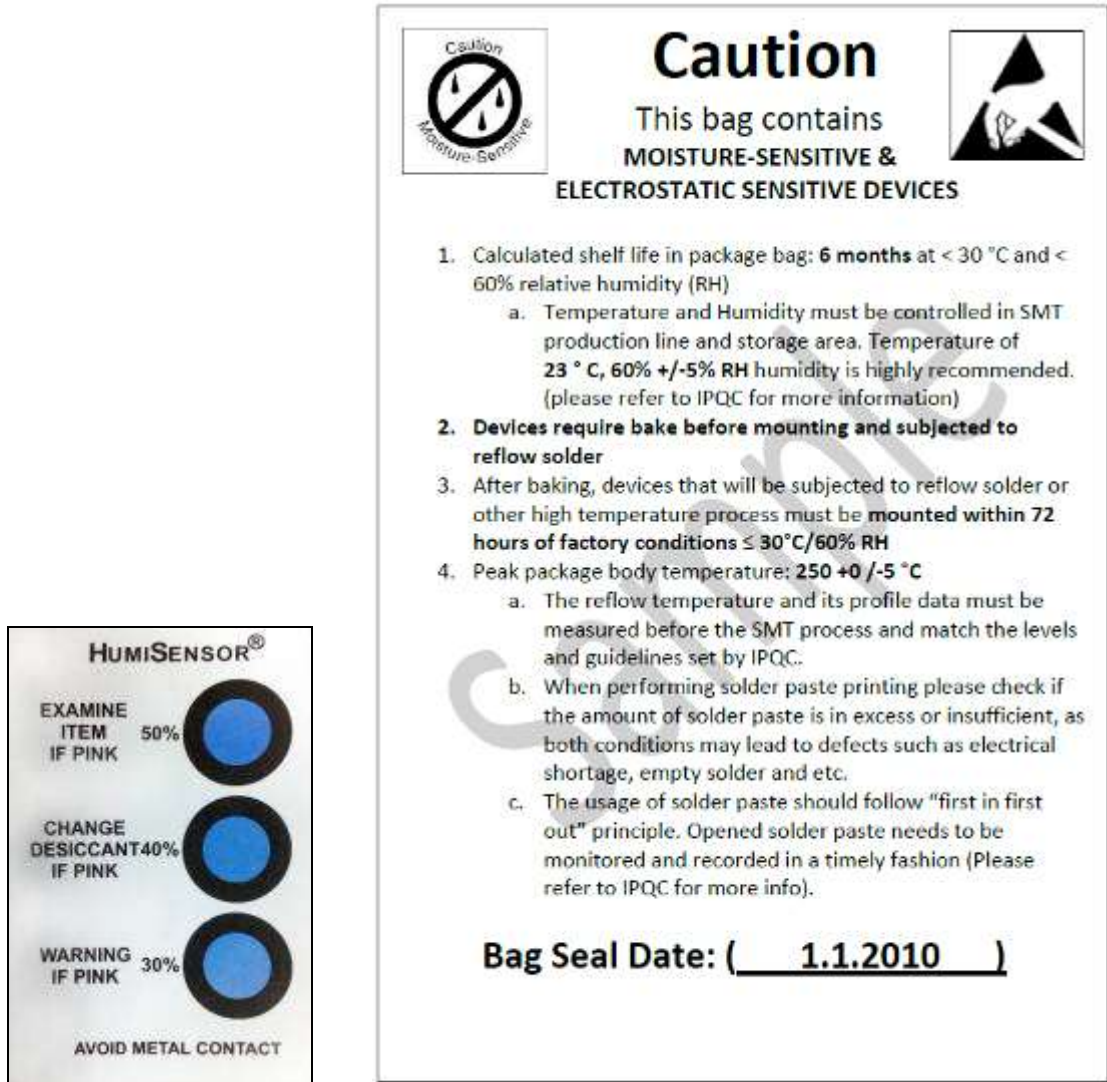 Caution
Moisture-Sensitive
Caution
This bag contains
MOISTURE-SENSITIVE &
ELECTROSTATIC SENSITIVE DEVICES
1. Calculated shelf life in package bag: 6 months at < 30 °C and <
60% relative humidity (RH)
a. Temperature and Humidity must be controlled in SMT
production line and storage area. Temperature of
23 ° C, 60% +/-5% RH humidity is highly recommended.
(please refer to IPQC for more information)
2. Devices require bake before mounting and subjected to
reflow solder
3. After baking, devices that will be subjected to reflow solder or
other high temperature process must be mounted within 72
hours of factory conditions ≤ 30°C/60% RH
4. Peak package body temperature: 250 +0 /-5 °C
a. The reflow temperature and its profile data must be
measured before the SMT process and match the levels
and guidelines set by IPQC.
b. When performing solder paste printing please check if
the amount of solder paste is in excess or insufficient, as
both conditions may lead to defects such as electrical
shortage, empty solder and etc.
c. The usage of solder paste should follow “first in first
out” principle. Opened solder paste needs to be
monitored and recorded in a timely fashion (Please
refer to IPQC for more info).
Bag Seal Date: ( 1.1.2010 )
Sample
HUMISENSOR®
EXAMINE
ITEM 50%
IF PINK
CHANGE
DESICCANT 40%
IF PINK
WARNING 30%
IF PINK
AVOID METAL CONTACT